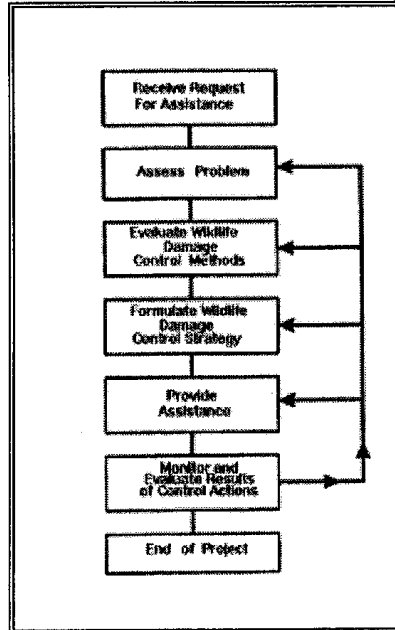 Receive Request
For Assistance
Assess Problem
Evaluate Wildlife
Damage
Control Methods
Formulate Wildlife
Damage
Control Strategy
Provide
Assistance
Monitor and
Evaluate Results
of Control Actions
End of Project